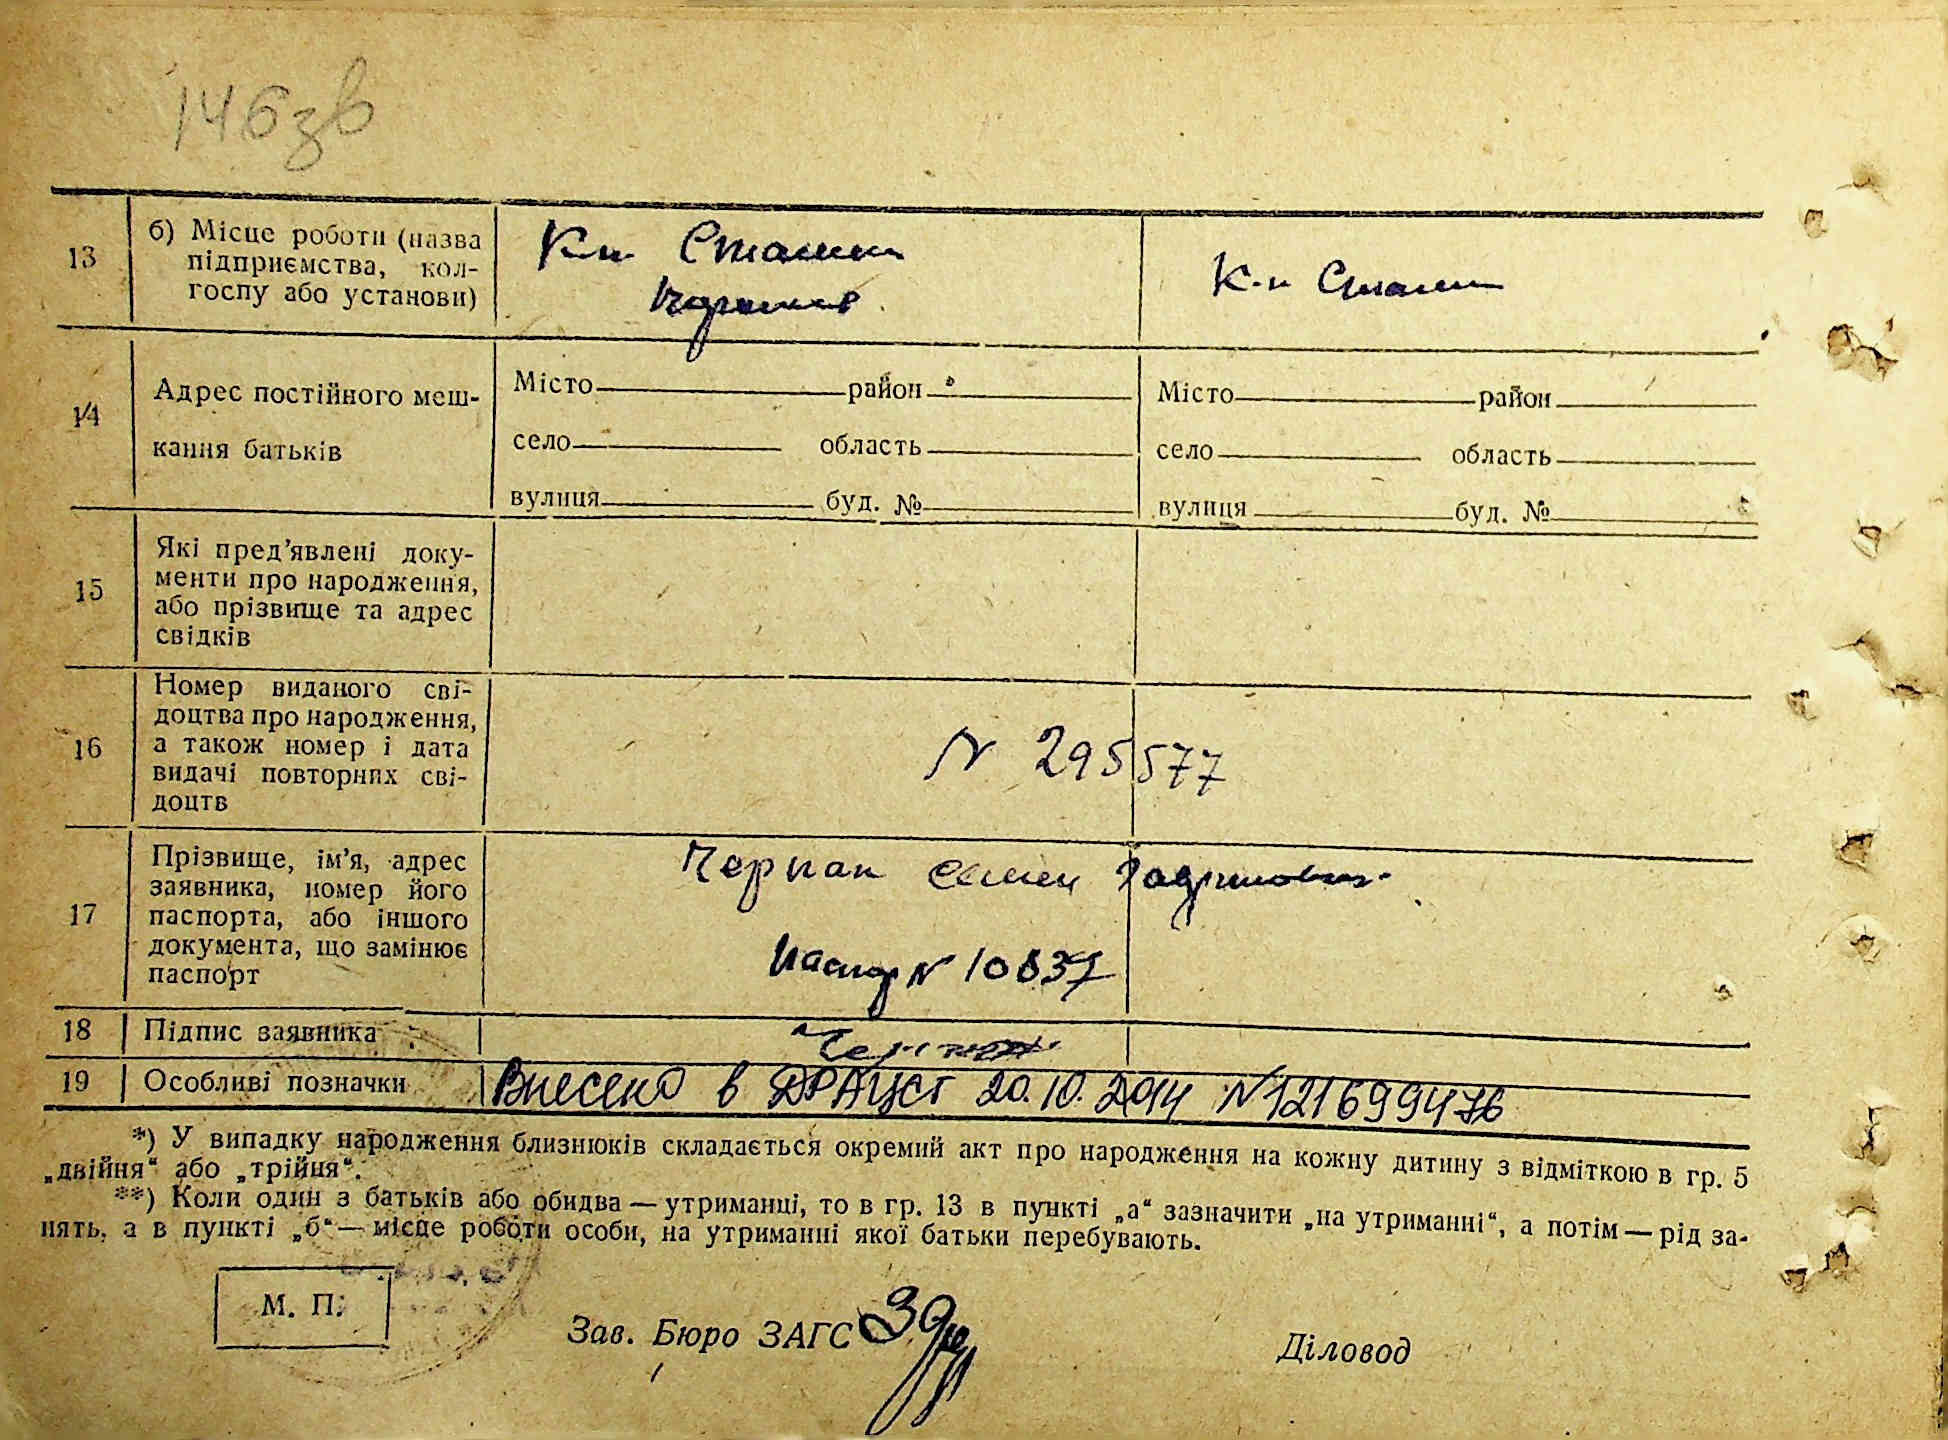 146зв
13
б) Місце роботи (назва
підприємства, кол-
госпу або установи)
К-п Сталін
К-п Сталін
14
Адрес постійного меш-
кання батьків
Місто район
село область
вулиця буд. №
Місто район
село область
вулиця буд. №
15
Які пред’явлені доку-
менти про народження,
або прізвище та адрес
свідків
16
Номер виданого сві-
доцтва про народження,
а також номер і дата
видачі повторних сві-
доцтв
N 295577
17
Прізвище, ім’я, адрес
заявника, номер його
паспорта, або іншого
документа, що замінює
паспорт
Черпак Семен
Паспор N 10837
18 Підпис заявника
19 Особливі позначки
Внесено в ДРАЦСГ 20.10.2014 N121699476
*) У випадку народження близнюків складається окремий акт про народження на кожну дитину з відміткою в гр. 5
„двійня“ або „трійня“.
**) Коли один з батьків або обидва — утриманці, то в гр. 13 в пункті „а“ зазначити „на утриманні“, а потім — рід за-
нять, а в пункті „б“ — місце роботи особи, на утриманні якої батьки перебувають.
М. П.
Зав. Бюро ЗАГС
Діловод